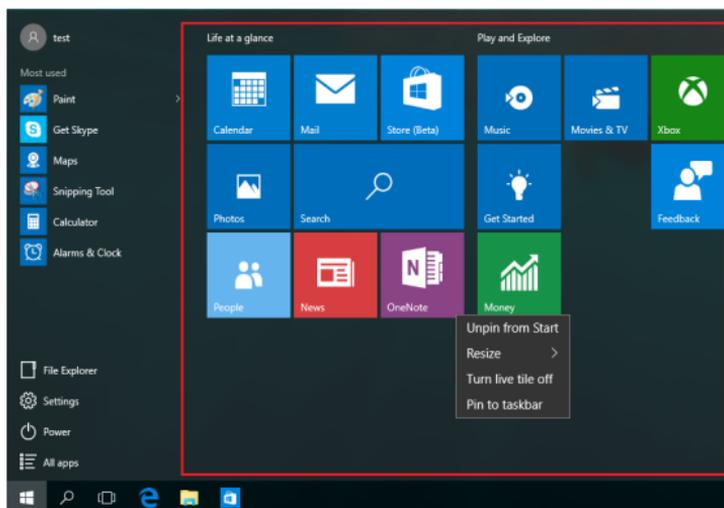 test
Most used
Paint
Get Skype
Maps
Snipping Tool
Calculator
Alarms & Clock
File Explorer
Settings
Power
All apps
Life at a glance
Calendar
Mail
Store (Beta)
Photos
Search
People
News
OneNote
Play and Explore
Music
Movies & TV
Xbox
Get Started
Feedback
Money
Unpin from Start
Resize
Turn live tile off
Pin to taskbar